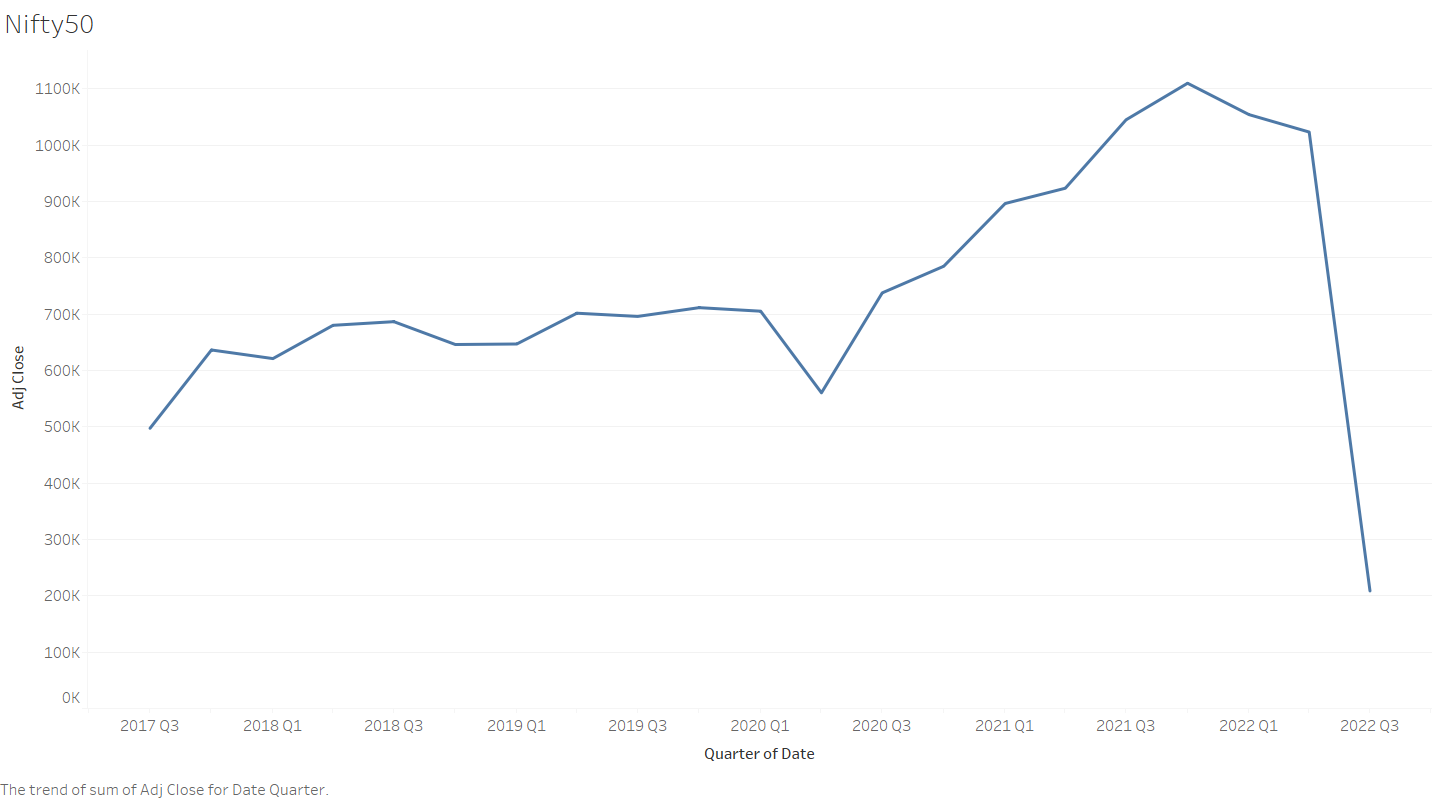 Nifty50
1100K
1000K
900K
800K
700K
600K
500K
400K
300K
200K
100K
0K
Adj Close
2017 Q3 2018 Q1 2018 Q3 2019 Q1 2019 Q3 2020 Q1 2020 Q3 2021 Q1 2021 Q3 2022 Q1 2022 Q3
Quarter of Date
The trend of sum of Adj Close for Date Quarter.